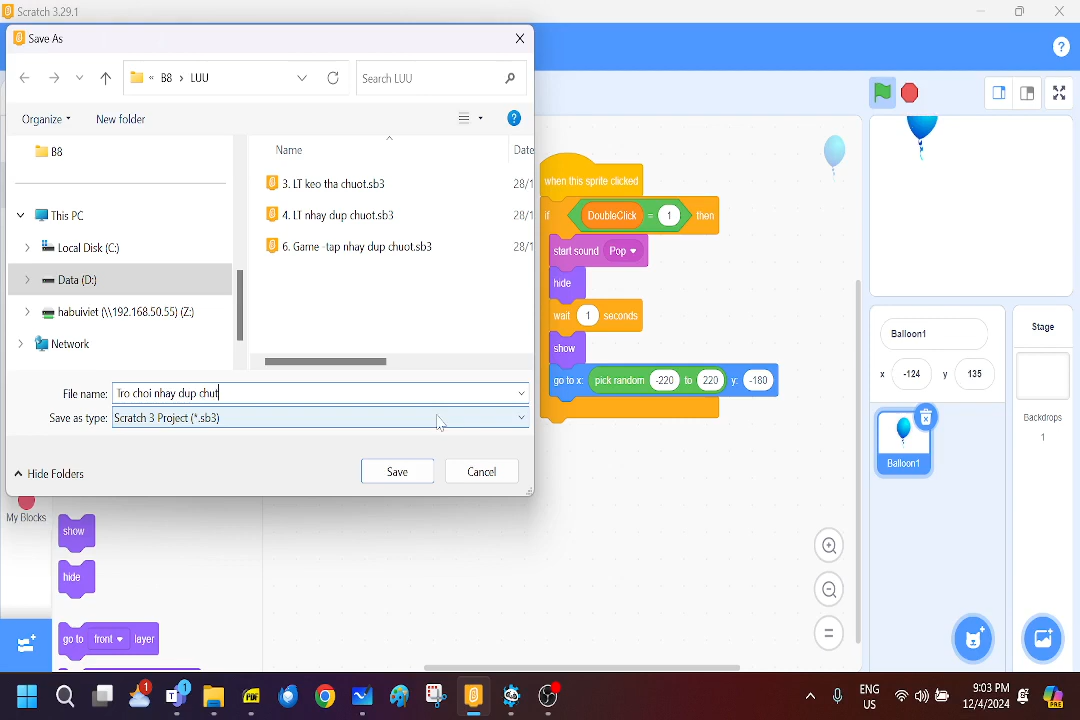 Scratch 3.29.1
Save As
« B8 › LUU
Search LUU
Organize
New folder
B8
Name
Date
3. LT keo tha chuot.sb3
28/1
4. LT nhay dup chuot.sb3
28/1
6. Game -tap nhay dup chuot.sb3
28/1
This PC
Local Disk (C:)
Data (D:)
habuiviet (\\192.168.50.55) (Z:)
Network
File name:
Tro choi nhay dup chut
Save as type:
Scratch 3 Project (*.sb3)
Hide Folders
Save
Cancel
when this sprite clicked
if DoubleClick = 1 then
start sound Pop
hide
wait 1 seconds
show
go to x: pick random -220 to 220 y: -180
Balloon1
x -124 y 135
Balloon1
Stage
Backdrops
1
My Blocks
show
hide
go to front layer
1
1
PDF
ENG
US
9:03 PM
12/4/2024
PRE